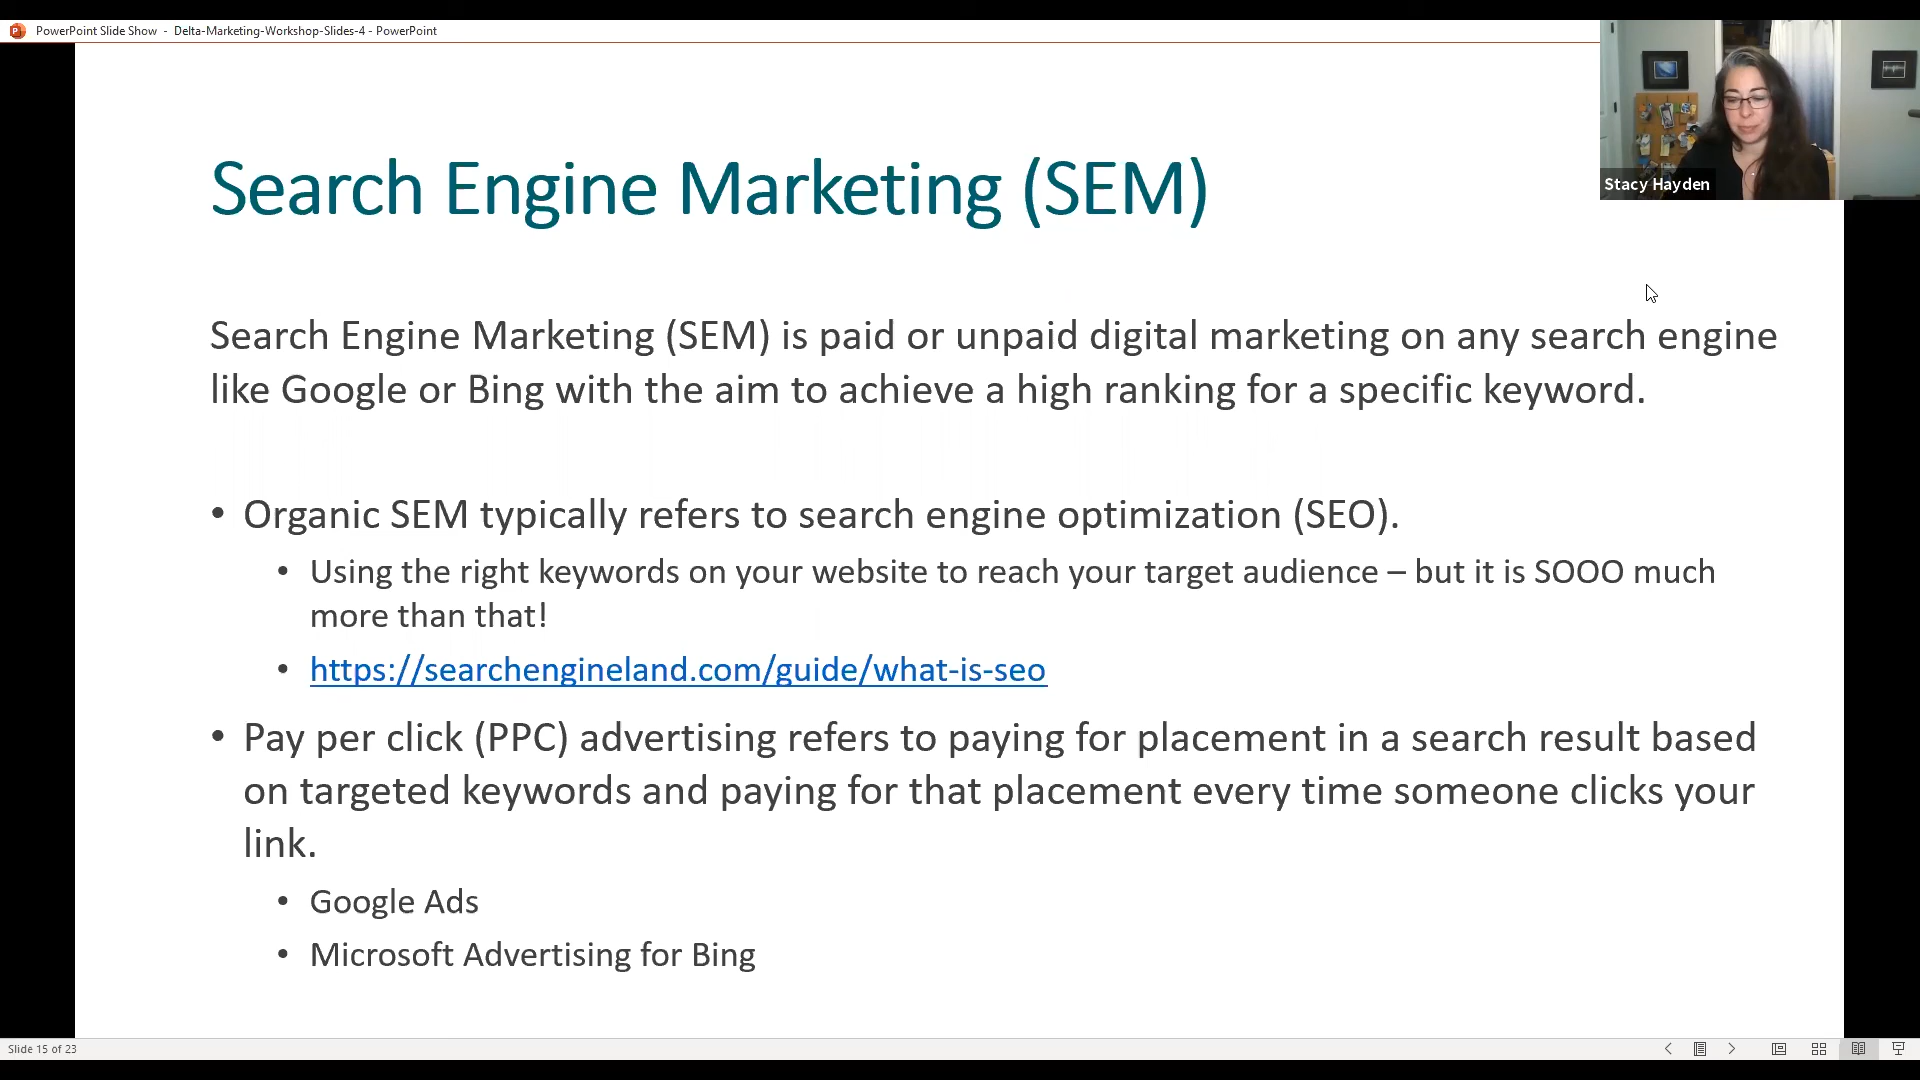 PowerPoint Slide Show - Delta-Marketing-Workshop-Slides-4 - PowerPoint
Stacy Hayden
Search Engine Marketing (SEM)
Search Engine Marketing (SEM) is paid or unpaid digital marketing on any search engine
like Google or Bing with the aim to achieve a high ranking for a specific keyword.
• Organic SEM typically refers to search engine optimization (SEO).
• Using the right keywords on your website to reach your target audience – but it is SOOO much
more than that!
• https://searchengineland.com/guide/what-is-seo
• Pay per click (PPC) advertising refers to paying for placement in a search result based
on targeted keywords and paying for that placement every time someone clicks your
link.
• Google Ads
• Microsoft Advertising for Bing
Slide 15 of 23